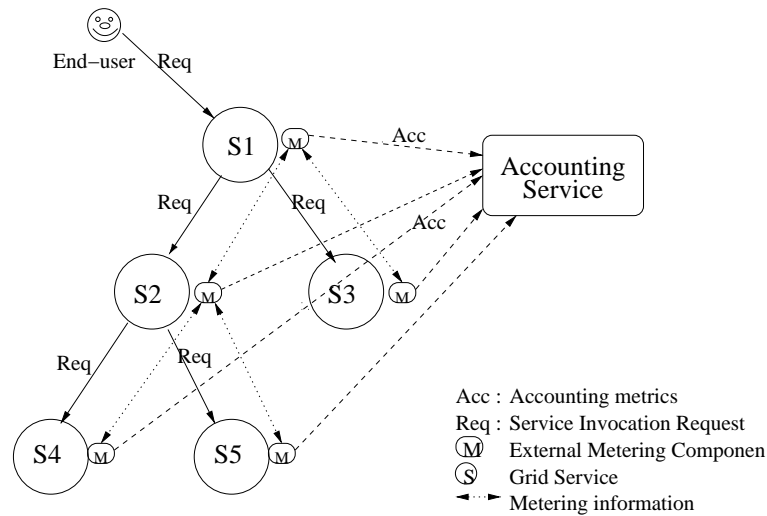 End-user
Req
S1
M
Acc
Accounting
Service
Req
Req
Acc
S2
M
S3
M
Req
Req
S4
M
S5
M
Acc : Accounting metrics
Req : Service Invocation Request
M External Metering Componen
S Grid Service
Metering information